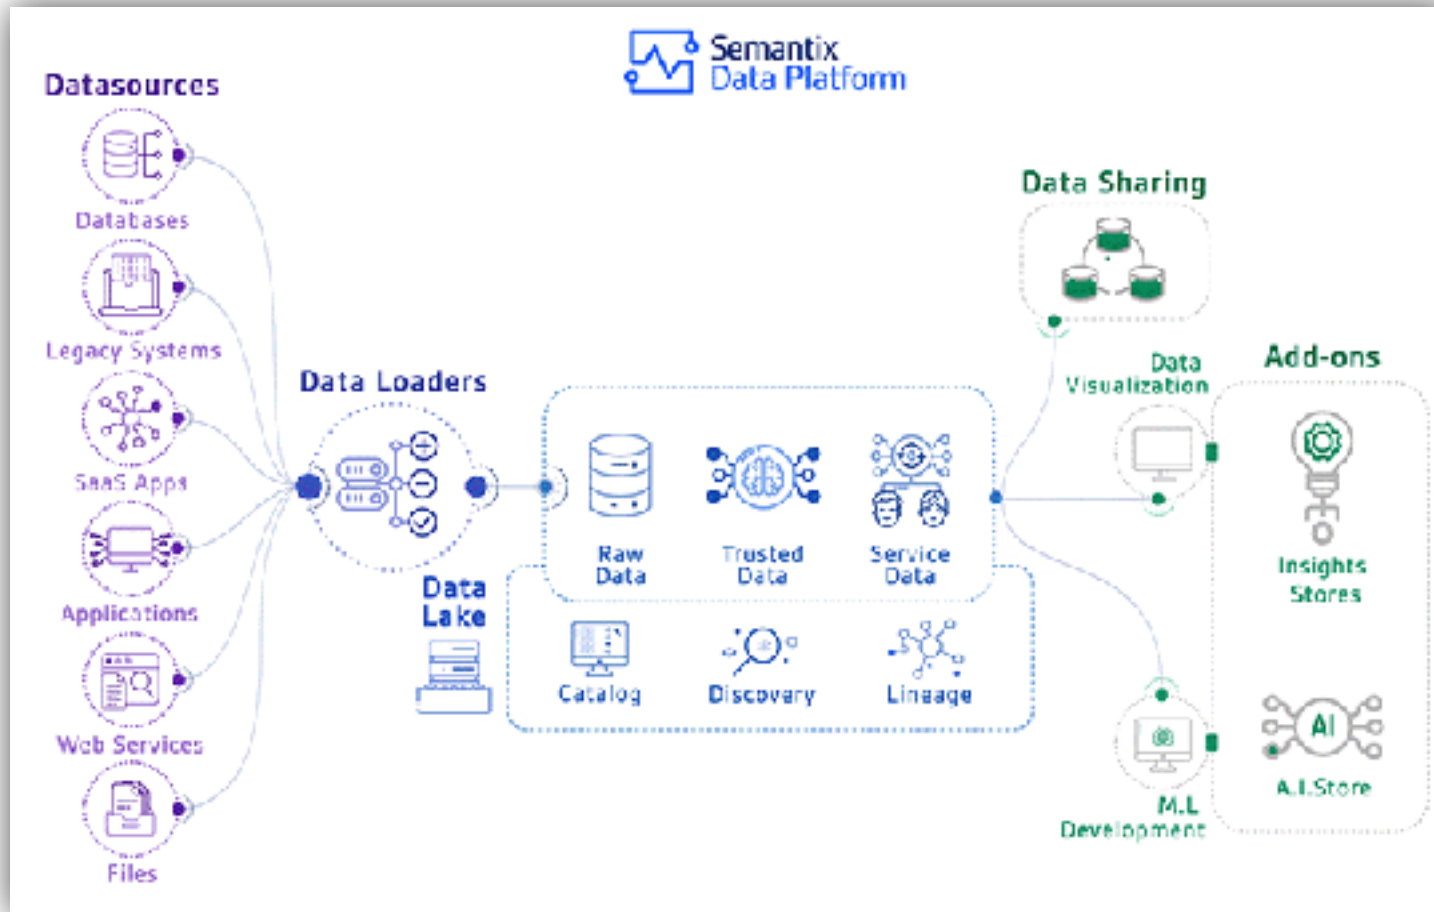 Semantix
Data Platform
Datasources
Databases
Legacy Systems
SaaS Apps
Applications
Web Services
Files
Data Loaders
Data
Lake
Raw
Data
Trusted
Data
Service
Data
Catalog
Discovery
Lineage
Data Sharing
Data
Visualization
M.L
Development
Add-ons
Insights
Stores
AI
A.I.Store